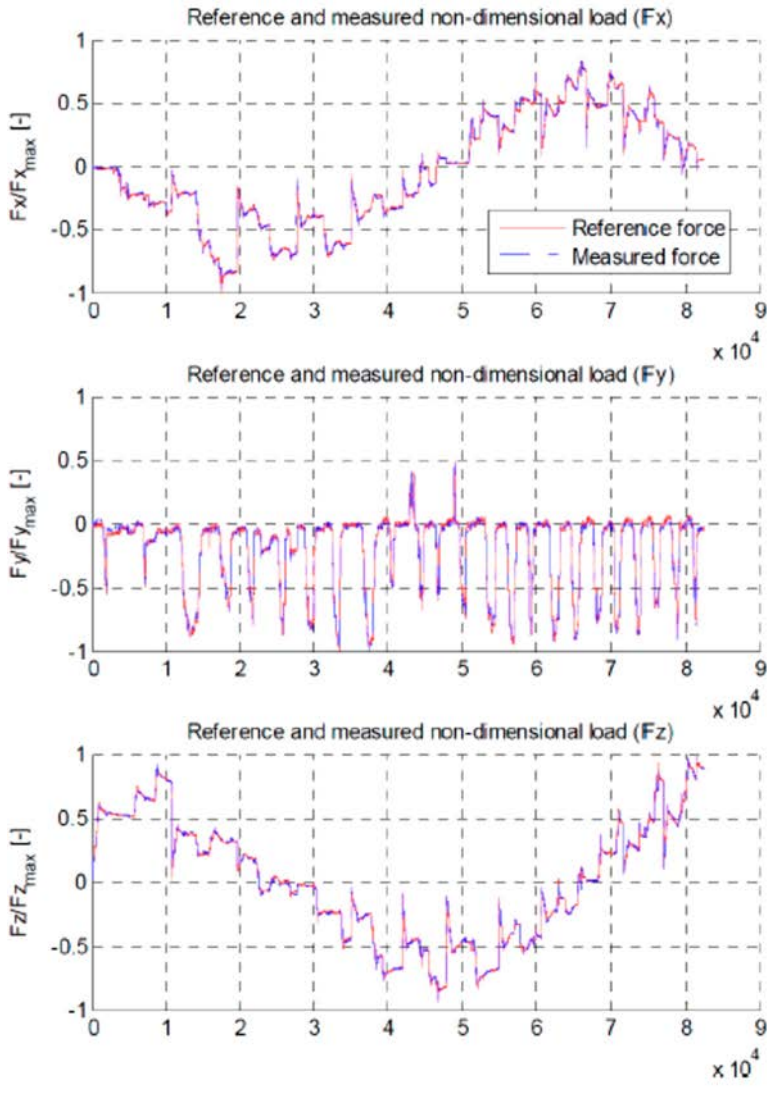 Reference and measured non-dimensional load (Fx)
Fx/Fxmax [-]
1
0.5
0
-0.5
-1
Reference force
Measured force
0 1 2 3 4 5 6 7 8 9
x 10^4
Reference and measured non-dimensional load (Fy)
Fy/Fymax [-]
1
0.5
0
-0.5
-1
0 1 2 3 4 5 6 7 8 9
x 10^4
Reference and measured non-dimensional load (Fz)
Fz/Fzmax [-]
1
0.5
0
-0.5
-1
0 1 2 3 4 5 6 7 8 9
x 10^4